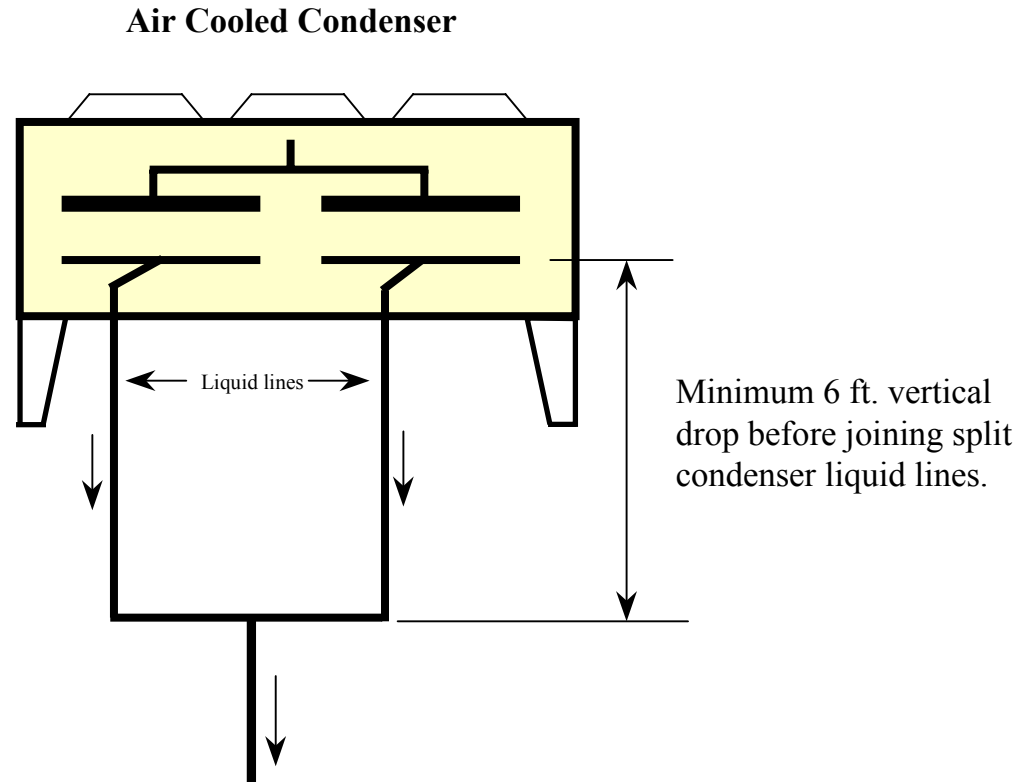 Air Cooled Condenser
Liquid lines
Minimum 6 ft. vertical
drop before joining split
condenser liquid lines.